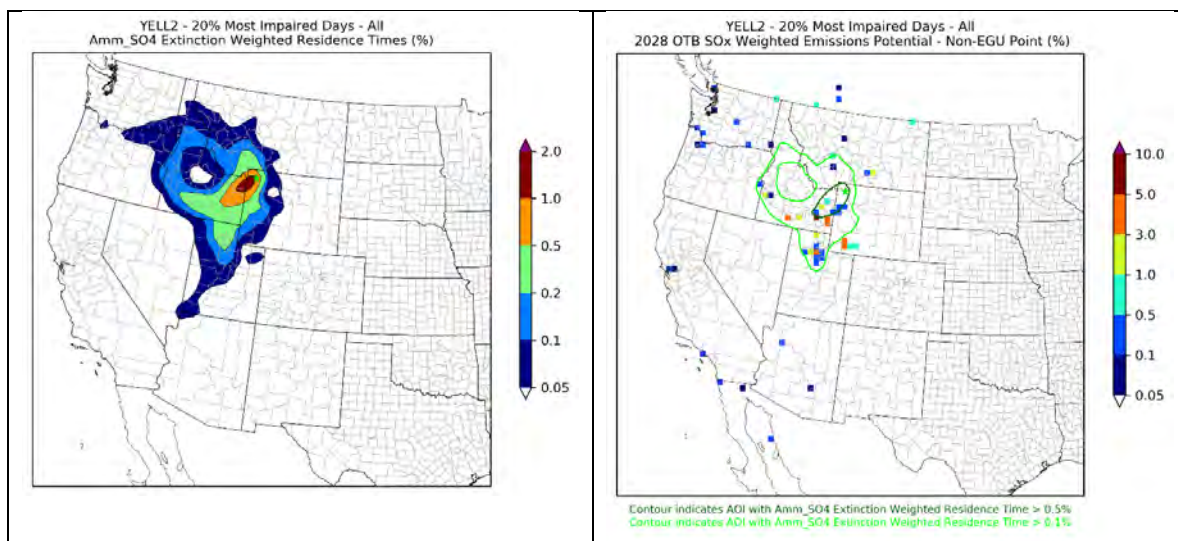 YELL2 - 20% Most Impaired Days - All
Amm_SO4 Extinction Weighted Residence Times (%)
2.0
1.0
0.5
0.2
0.1
0.05
YELL2 - 20% Most Impaired Days - All
2028 OTB SOx Weighted Emissions Potential - Non-EGU Point (%)
10.0
5.0
3.0
1.0
0.5
0.1
0.05
Contour indicates AOI with Amm_SO4 Extinction Weighted Residence Time > 0.5%
Contour indicates AOI with Amm_SO4 Extinction Weighted Residence Time > 0.1%